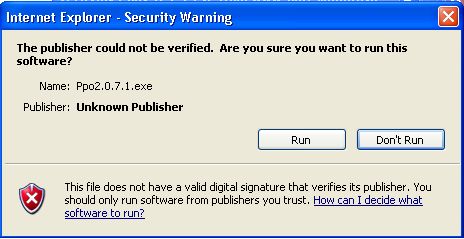 Internet Explorer - Security Warning
The publisher could not be verified.  Are you sure you want to run this
software?
Name: Ppo2.0.7.1.exe
Publisher: Unknown Publisher
Run Don't Run
This file does not have a valid digital signature that verifies its publisher. You
should only run software from publishers you trust. How can I decide what
software to run?